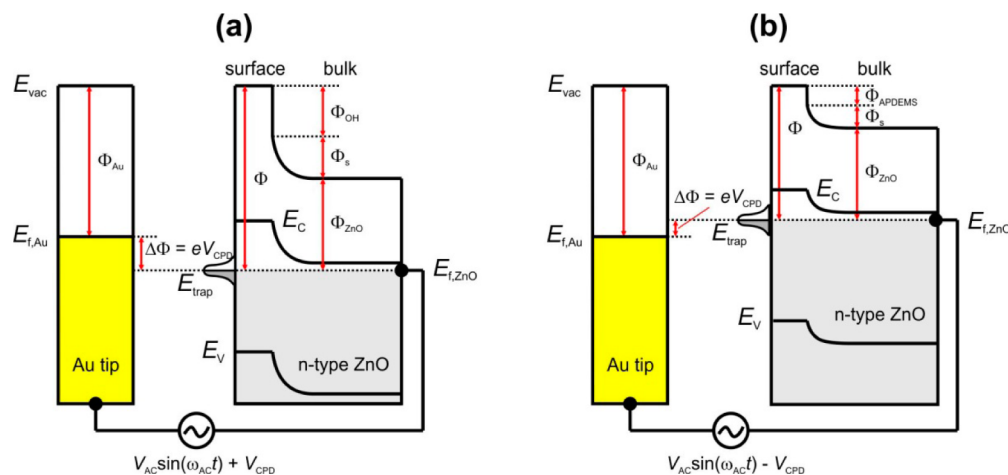 (a)
surface bulk
E_vac
Φ_OH
Φ_Au
Φ_s
Φ
E_C
Φ_ZnO
E_f,Au
ΔΦ = eV_CPD
E_f,ZnO
E_trap
E_V
n-type ZnO
Au tip
V_AC sin(ω_AC t) + V_CPD
(b)
surface bulk
E_vac
Φ_APDEMS
Φ_s
Φ
Φ_Au
Φ_ZnO
ΔΦ = eV_CPD
E_C
E_f,Au
E_trap
E_f,ZnO
E_V
n-type ZnO
Au tip
V_AC sin(ω_AC t) - V_CPD